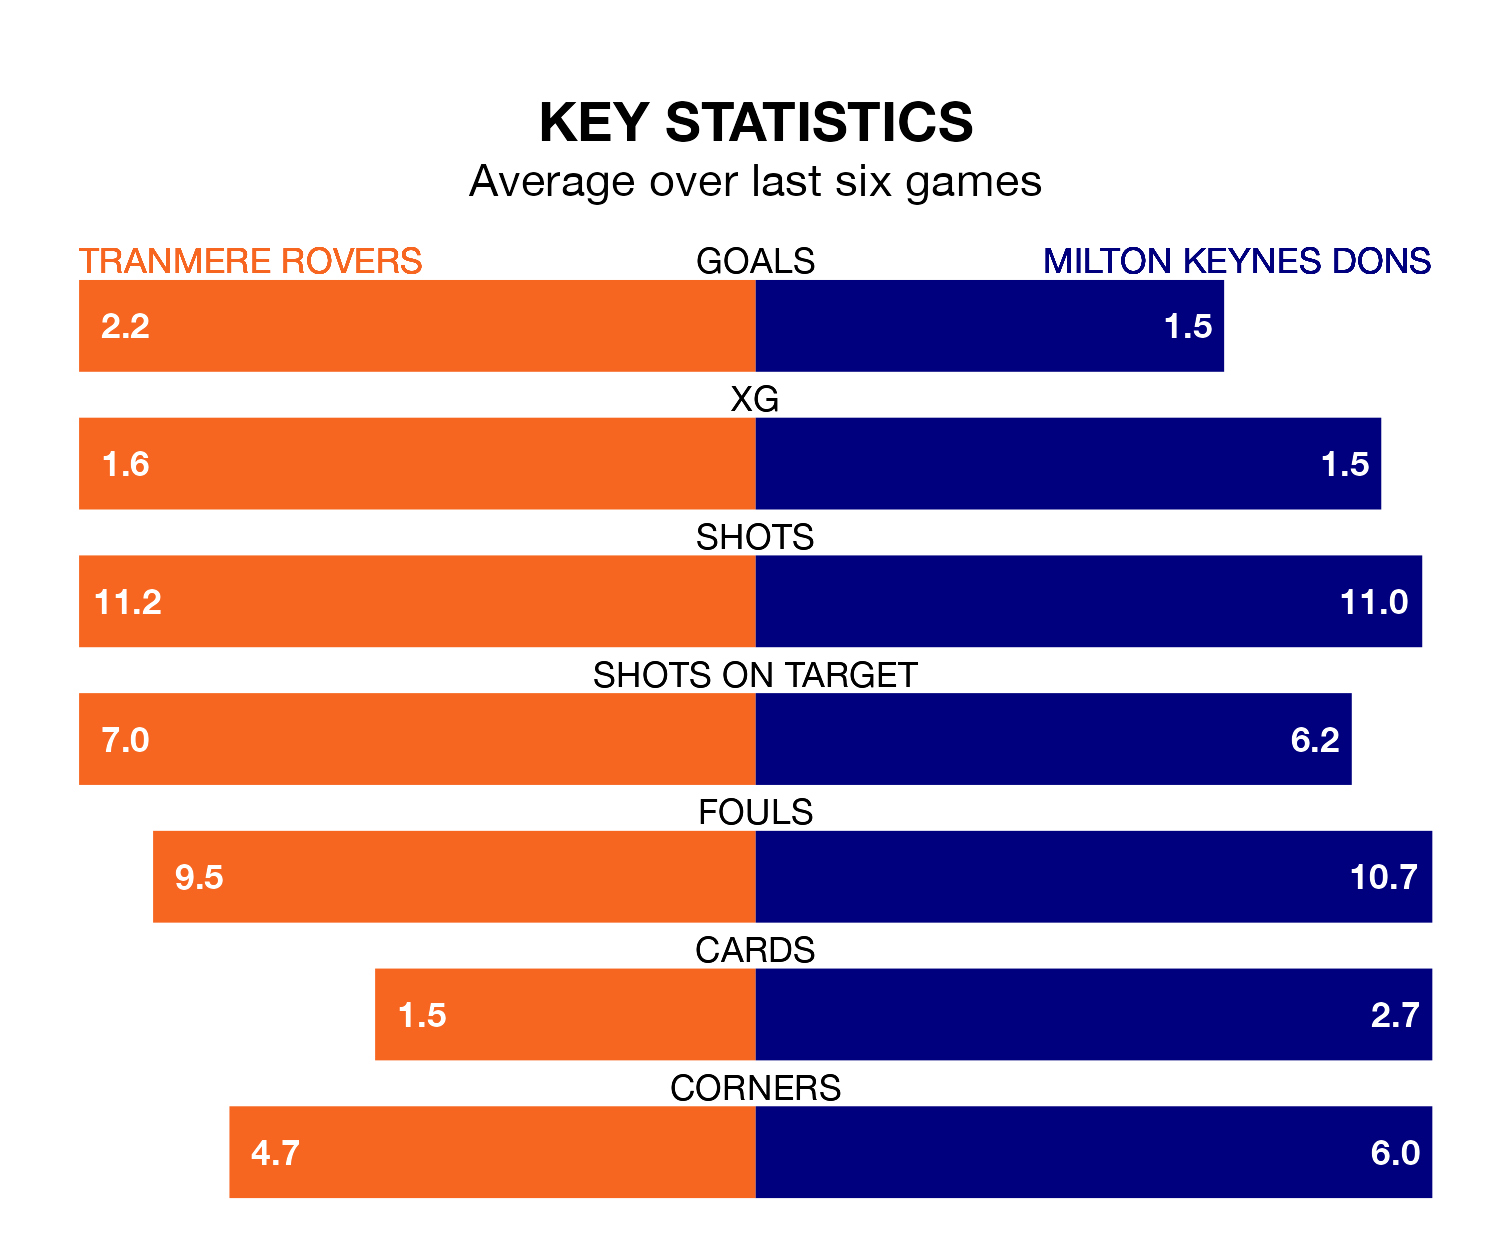 KEY STATISTICS
Average over last six games
TRANMERE ROVERS GOALS MILTON KEYNES DONS
2.2 1.5
XG
1.6 1.5
SHOTS
11.2 11.0
SHOTS ON TARGET
7.0 6.2
FOULS
9.5 10.7
CARDS
1.5 2.7
CORNERS
4.7 6.0